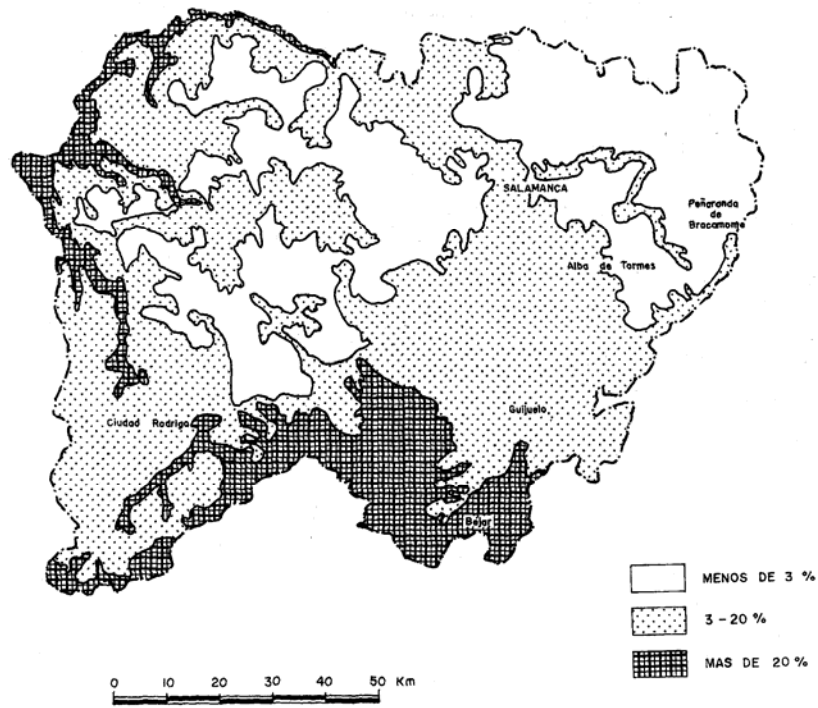 SALAMANCA
Peñaranda
de
Bracamonte
Alba de Tormes
Guijuelo
Ciudad Rodrigo
Béjar
MENOS DE 3 %
3 - 20 %
MAS DE 20 %
0 10 20 30 40 50 Km